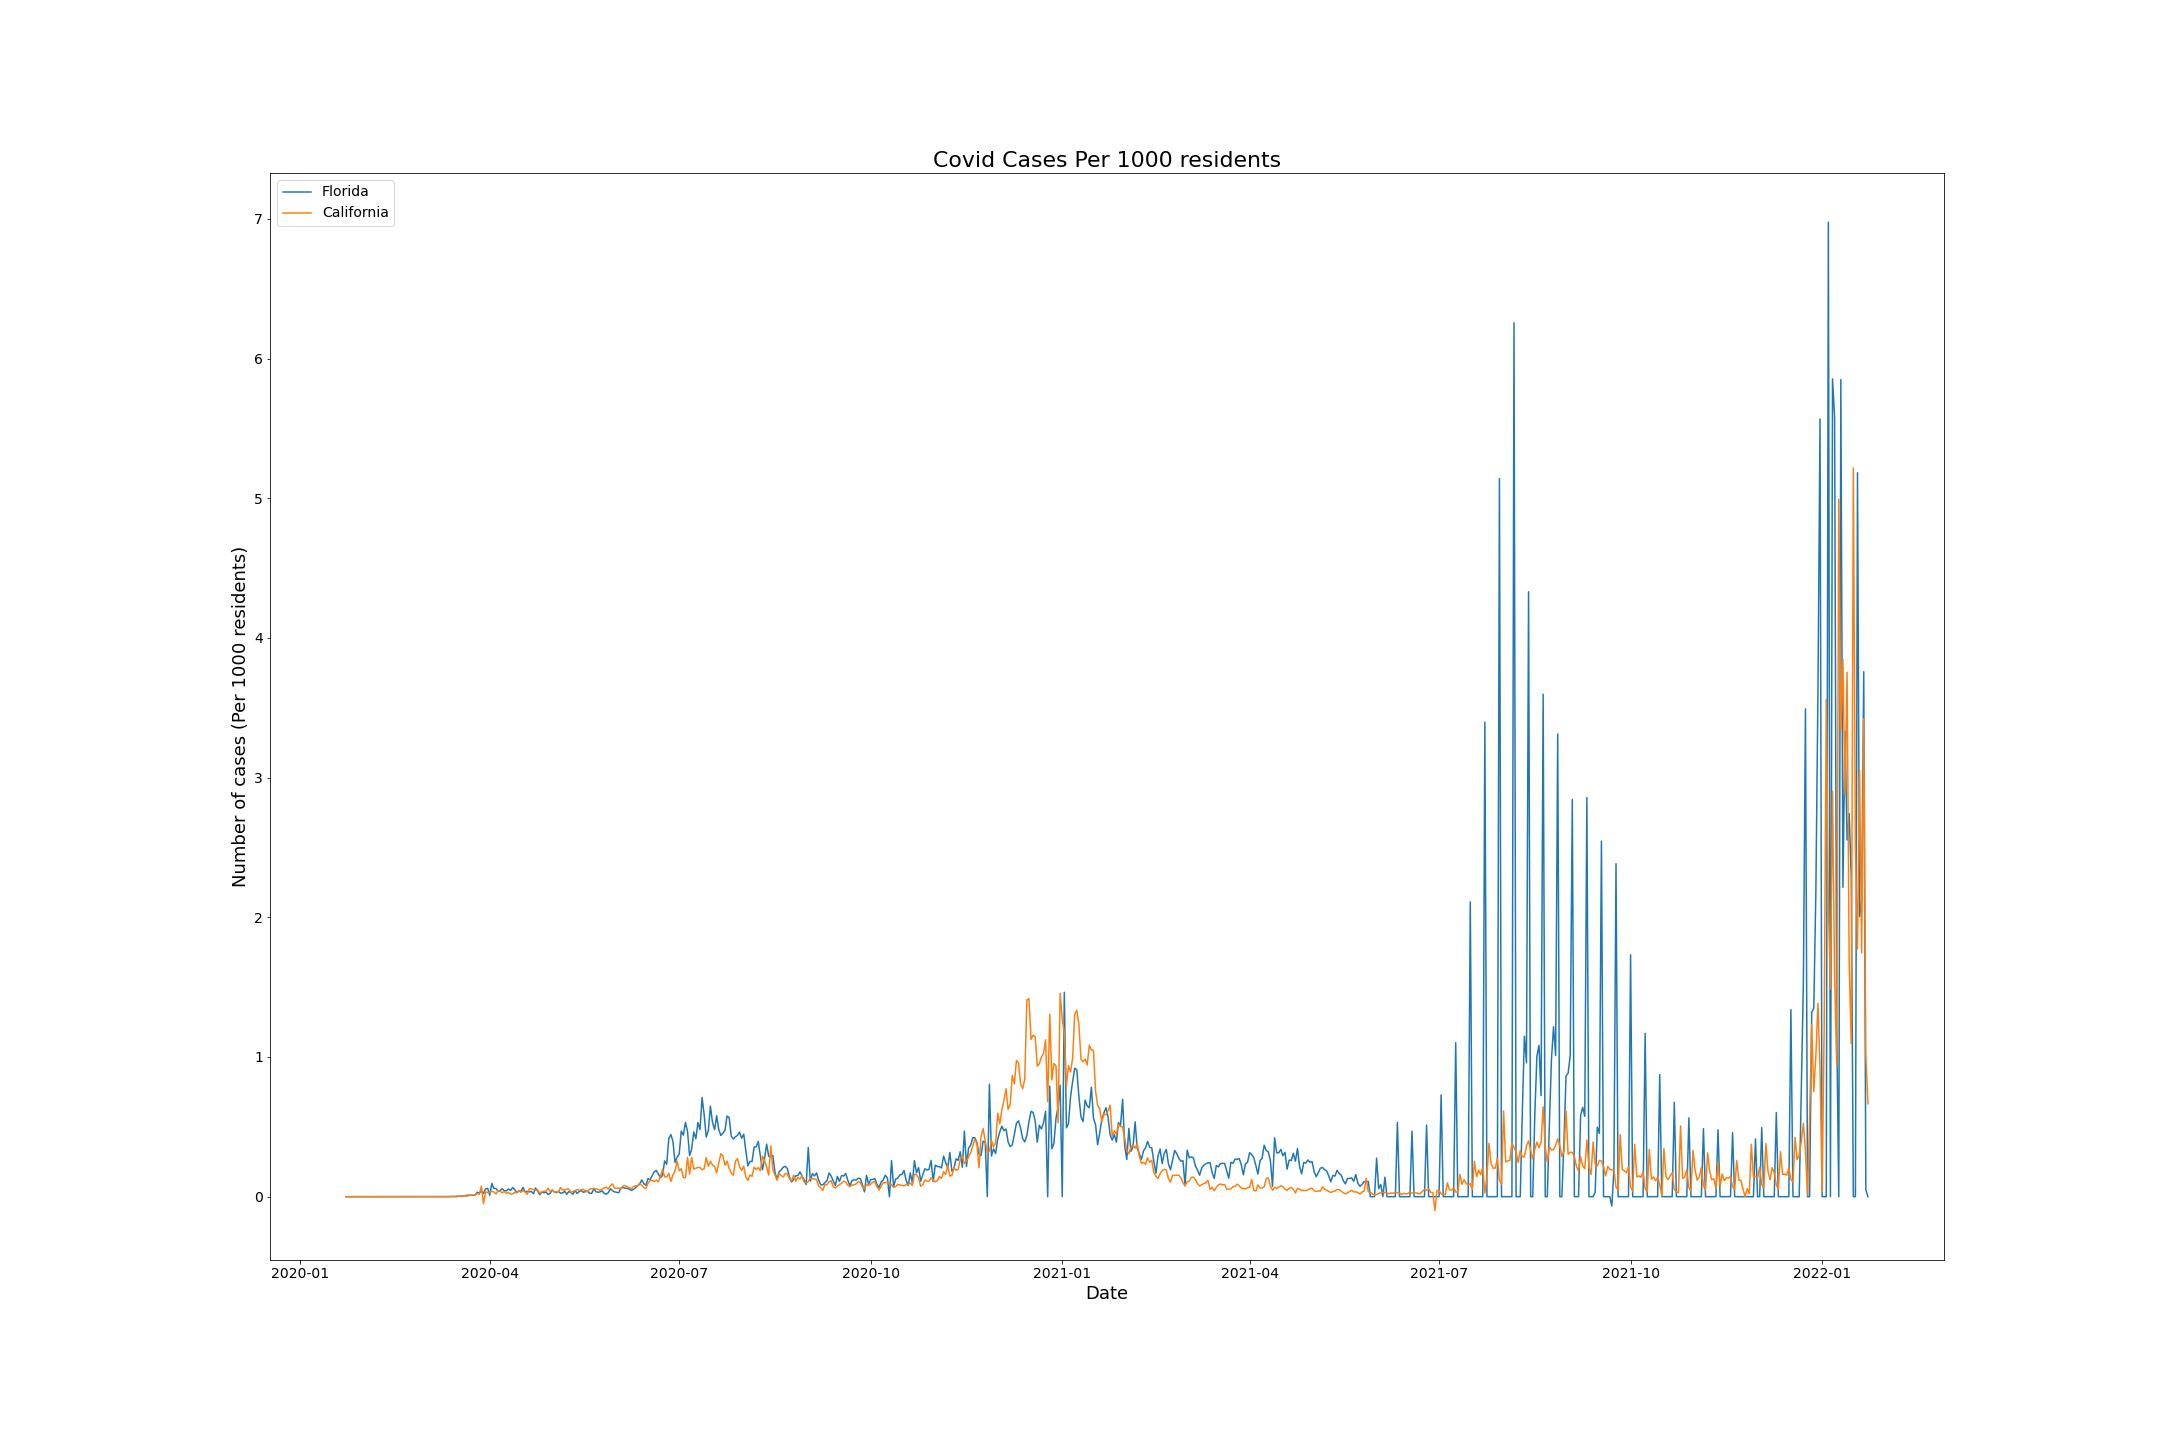 Covid Cases Per 1000 residents
Florida
California
Number of cases (Per 1000 residents)
7
6
5
4
3
2
1
0
2020-01 2020-04 2020-07 2020-10 2021-01 2021-04 2021-07 2021-10 2022-01
Date